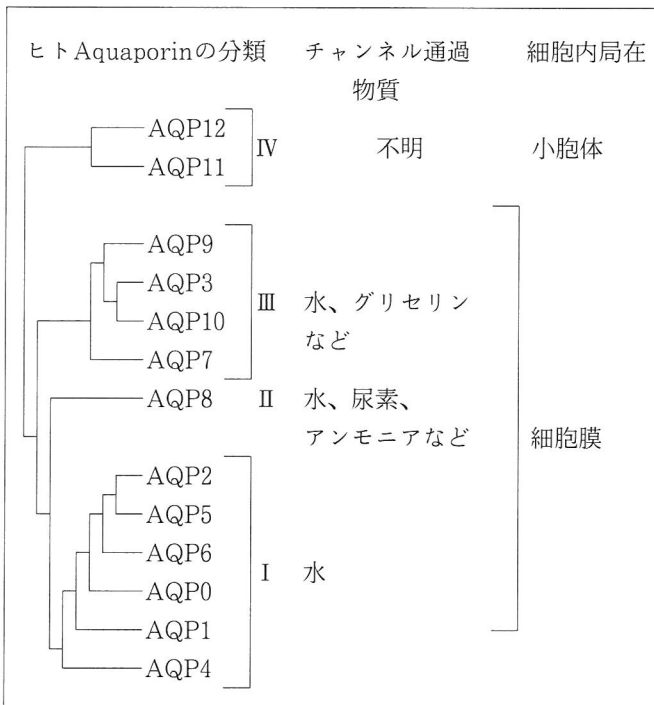 ヒトAquaporinの分類 チャンネル通過 細胞内局在
物質
AQP12
Ⅳ 不明 小胞体
AQP11
AQP9
AQP3
Ⅲ 水、グリセリン
AQP10
など
AQP7
AQP8 Ⅱ 水、尿素、
アンモニアなど 細胞膜
AQP2
AQP5
AQP6
Ⅰ 水
AQP0
AQP1
AQP4